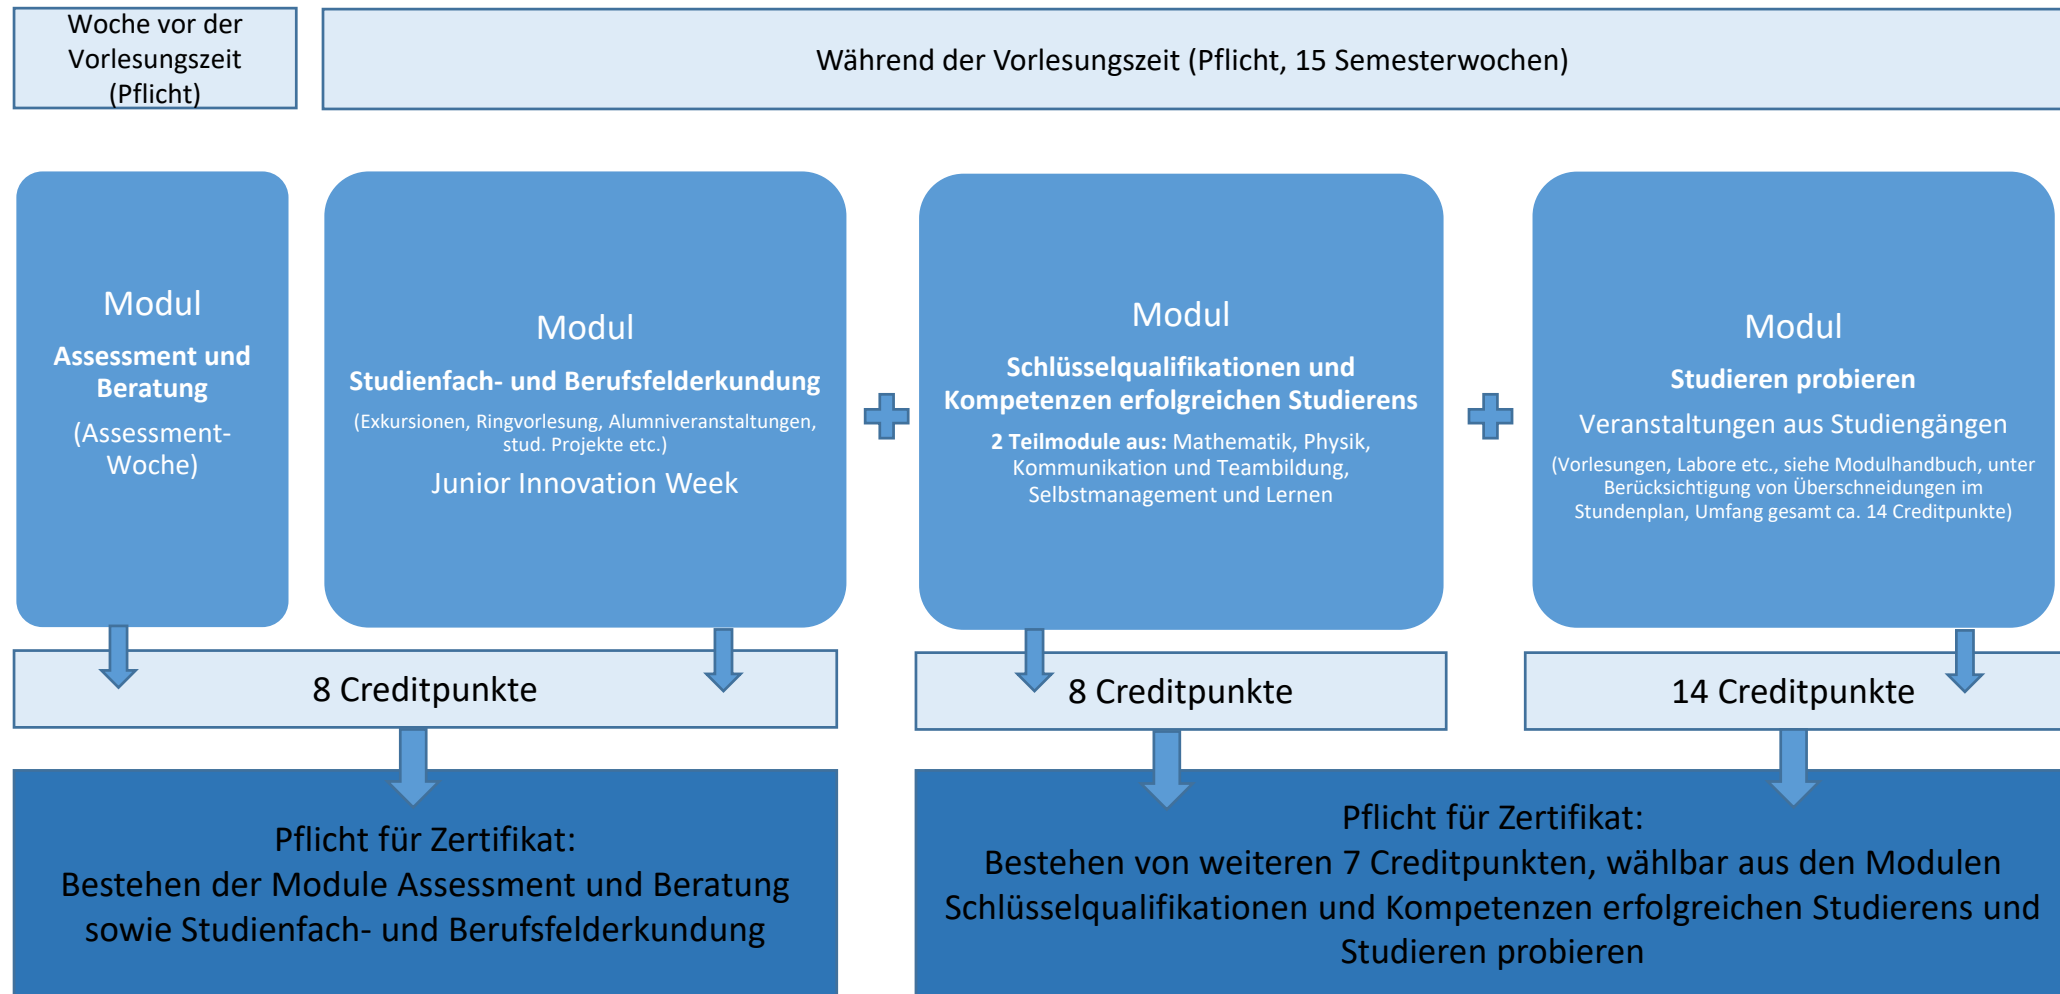 Woche vor der
Vorlesungszeit
(Pflicht)
Während der Vorlesungszeit (Pflicht, 15 Semesterwochen)
Modul
Assessment und
Beratung
(Assessment-
Woche)
Modul
Studienfach- und Berufsfelderkundung
(Exkursionen, Ringvorlesung, Alumniveranstaltungen,
stud. Projekte etc.)
Junior Innovation Week
Modul
Schlüsselqualifikationen und
Kompetenzen erfolgreichen Studierens
2 Teilmodule aus: Mathematik, Physik,
Kommunikation und Teambildung,
Selbstmanagement und Lernen
Modul
Studieren probieren
Veranstaltungen aus Studiengängen
(Vorlesungen, Labore etc., siehe Modulhandbuch, unter
Berücksichtigung von Überschneidungen im
Stundenplan, Umfang gesamt ca. 14 Creditpunkte)
8 Creditpunkte
8 Creditpunkte
14 Creditpunkte
Pflicht für Zertifikat:
Bestehen der Module Assessment und Beratung
sowie Studienfach- und Berufsfelderkundung
Pflicht für Zertifikat:
Bestehen von weiteren 7 Creditpunkten, wählbar aus den Modulen
Schlüsselqualifikationen und Kompetenzen erfolgreichen Studierens und
Studieren probieren